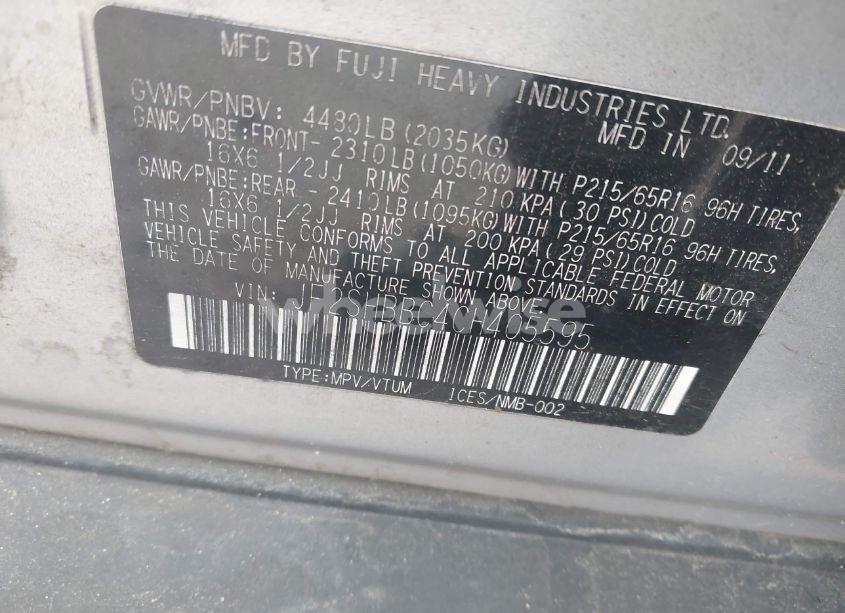 MFD BY FUJI HEAVY INDUSTRIES LTD.
MFD IN 09/11
GVWR/PNBV: 4480LB(2035KG)
GAWR/PNBE:FRONT- 2310LB(1050KG)WITH P215/65R16 96H TIRES,
16X6 1/2JJ RIMS AT 210 KPA(30 PSI)COLD
GAWR/PNBE:REAR - 2410LB(1095KG)WITH P215/65R16 96H TIRES,
16X6 1/2JJ RIMS AT 200 KPA(29 PSI)COLD
THIS VEHICLE CONFORMS TO ALL APPLICABLE FEDERAL MOTOR
VEHICLE SAFETY AND THEFT PREVENTION STANDARDS IN EFFECT ON
THE DATE OF MANUFACTURE SHOWN ABOVE.
VIN:
TYPE:MPV/VTUM ICES/NMB-002